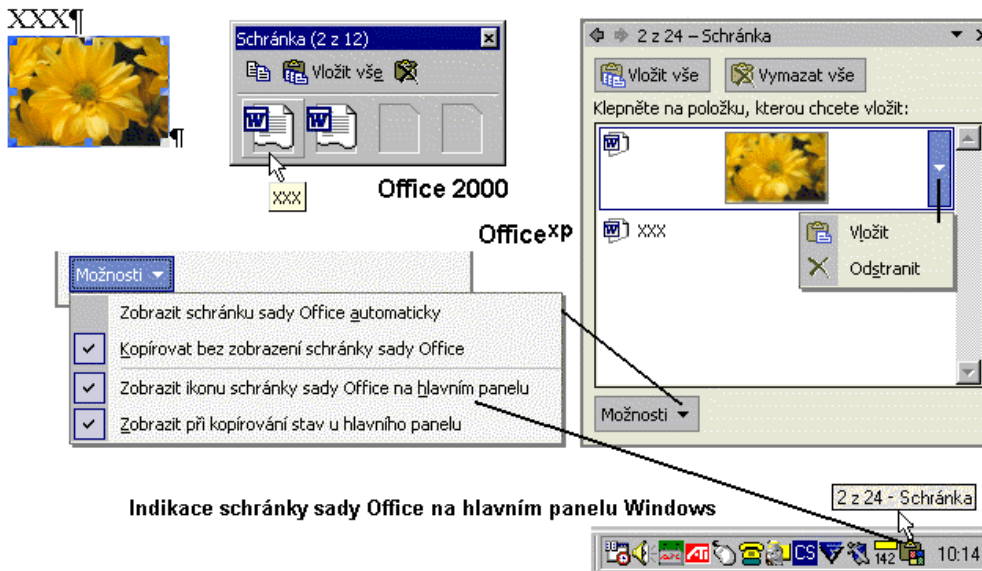 XXX¶
¶
Schránka (2 z 12)
Vložit vše
xxx
Office 2000
Officexp
2 z 24 – Schránka
Vložit vše
Vymazat vše
Klepněte na položku, kterou chcete vložit:
xxx
Vložit
Odstranit
Možnosti
Možnosti
Zobrazit schránku sady Office automaticky
Kopírovat bez zobrazení schránky sady Office
Zobrazit ikonu schránky sady Office na hlavním panelu
Zobrazit při kopírování stav u hlavního panelu
Indikace schránky sady Office na hlavním panelu Windows
2 z 24 - Schránka
ATI
CS
142
10:14